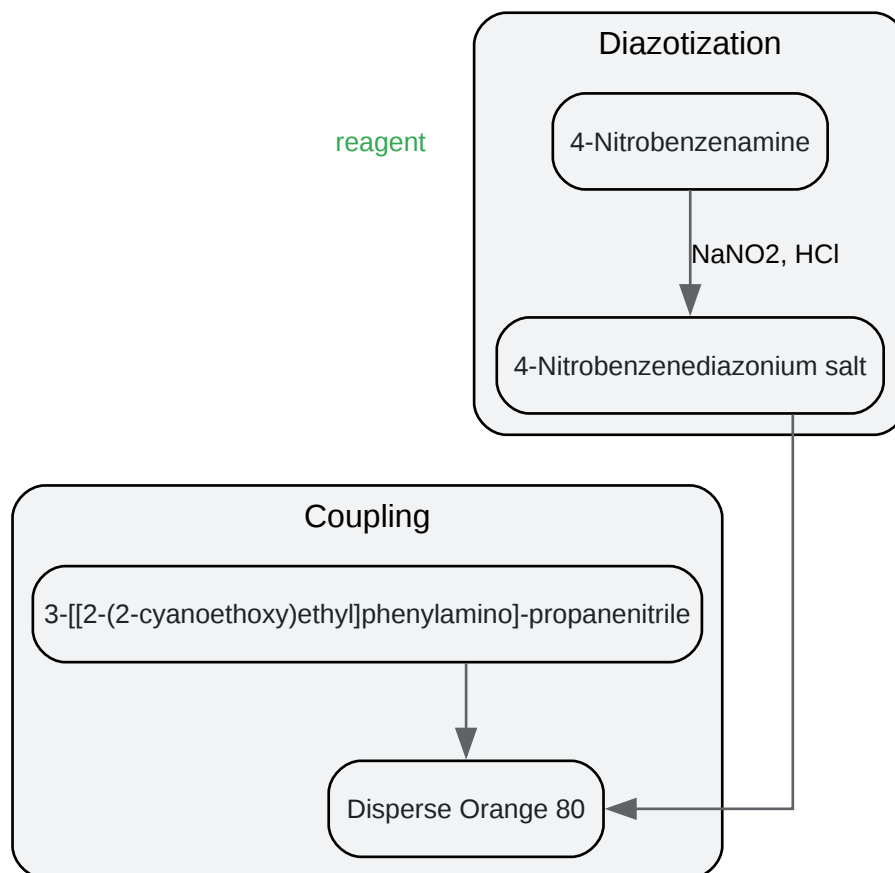 Diazotization
reagent
4-Nitrobenzenamine
NaNO2, HCl
4-Nitrobenzenediazonium salt
Coupling
3-[[2-(2-cyanoethoxy)ethyl]phenylamino]-propanenitrile
Disperse Orange 80